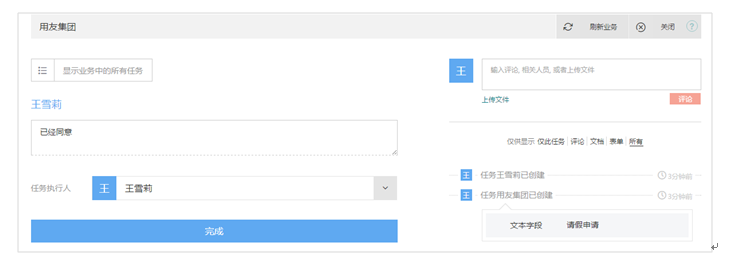 用友集团
刷新业务
关闭
?
显示业务中的所有任务
王雪莉
已经同意
任务执行人
王
王雪莉
完成
王
输入评论, 相关人员, 或者上传文件
上传文件
评论
仅供显示 仅此任务 评论 文档 表单 所有
王 任务王雪莉已创建 3分钟前
王 任务用友集团已创建 3分钟前
文本字段 请假申请